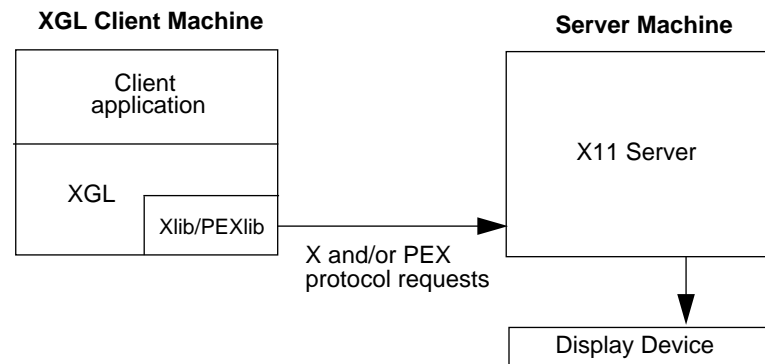 XGL Client Machine
Server Machine
Client
application
XGL
Xlib/PEXlib
X11 Server
X and/or PEX
protocol requests
Display Device